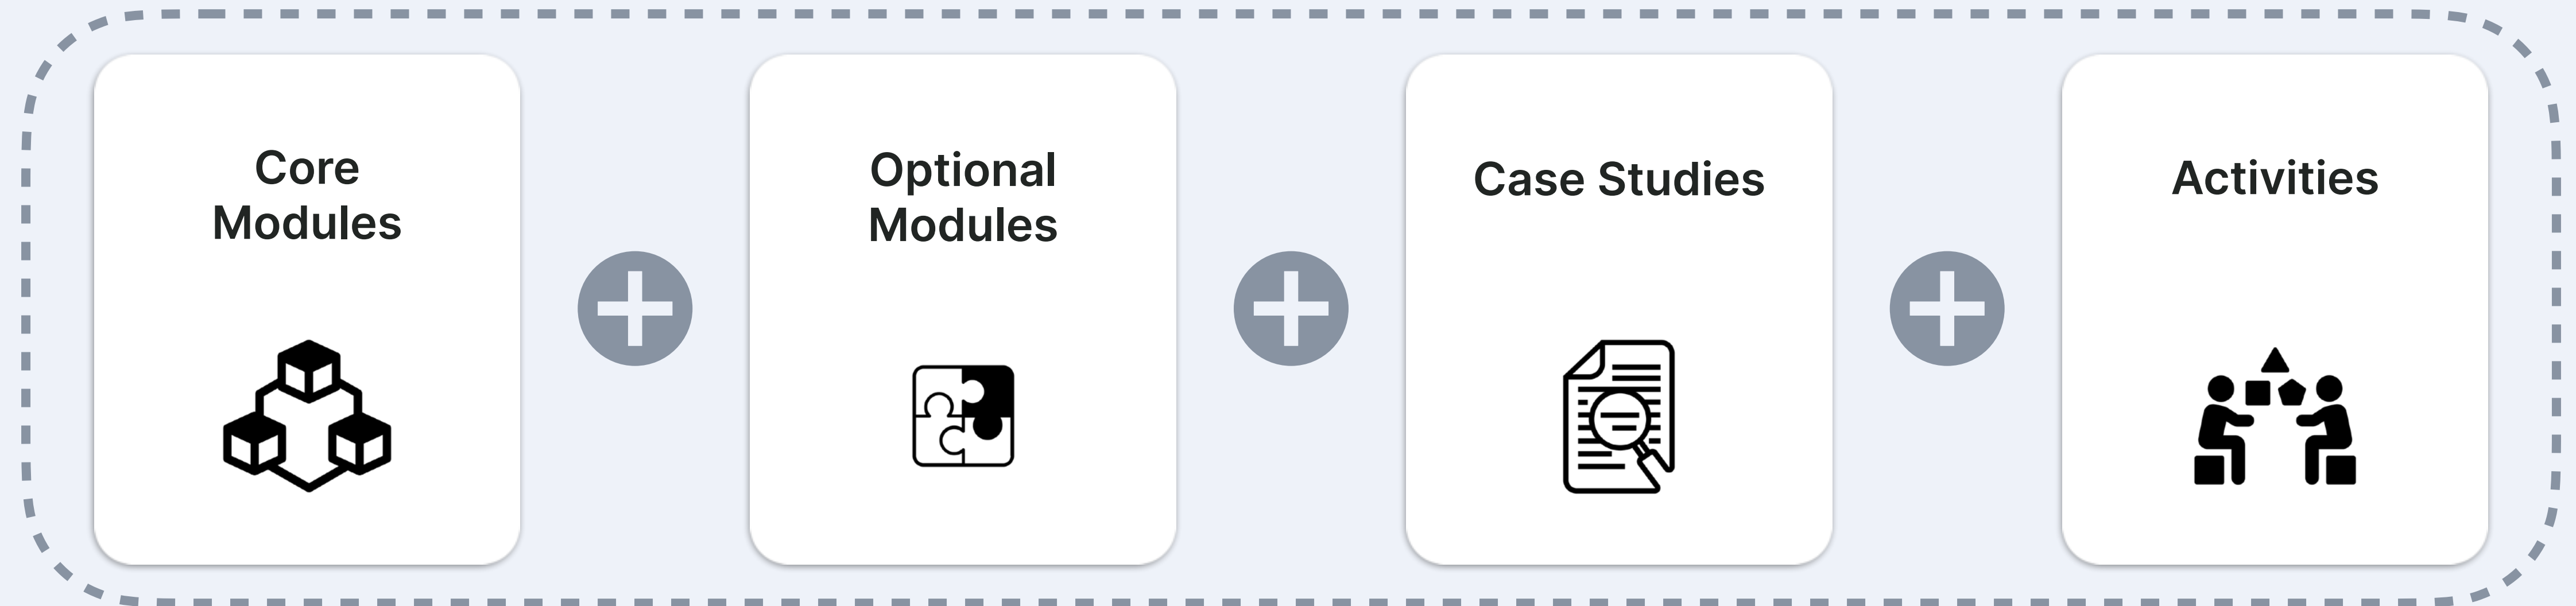 Core
Modules
Optional
Modules
Case Studies
Activities